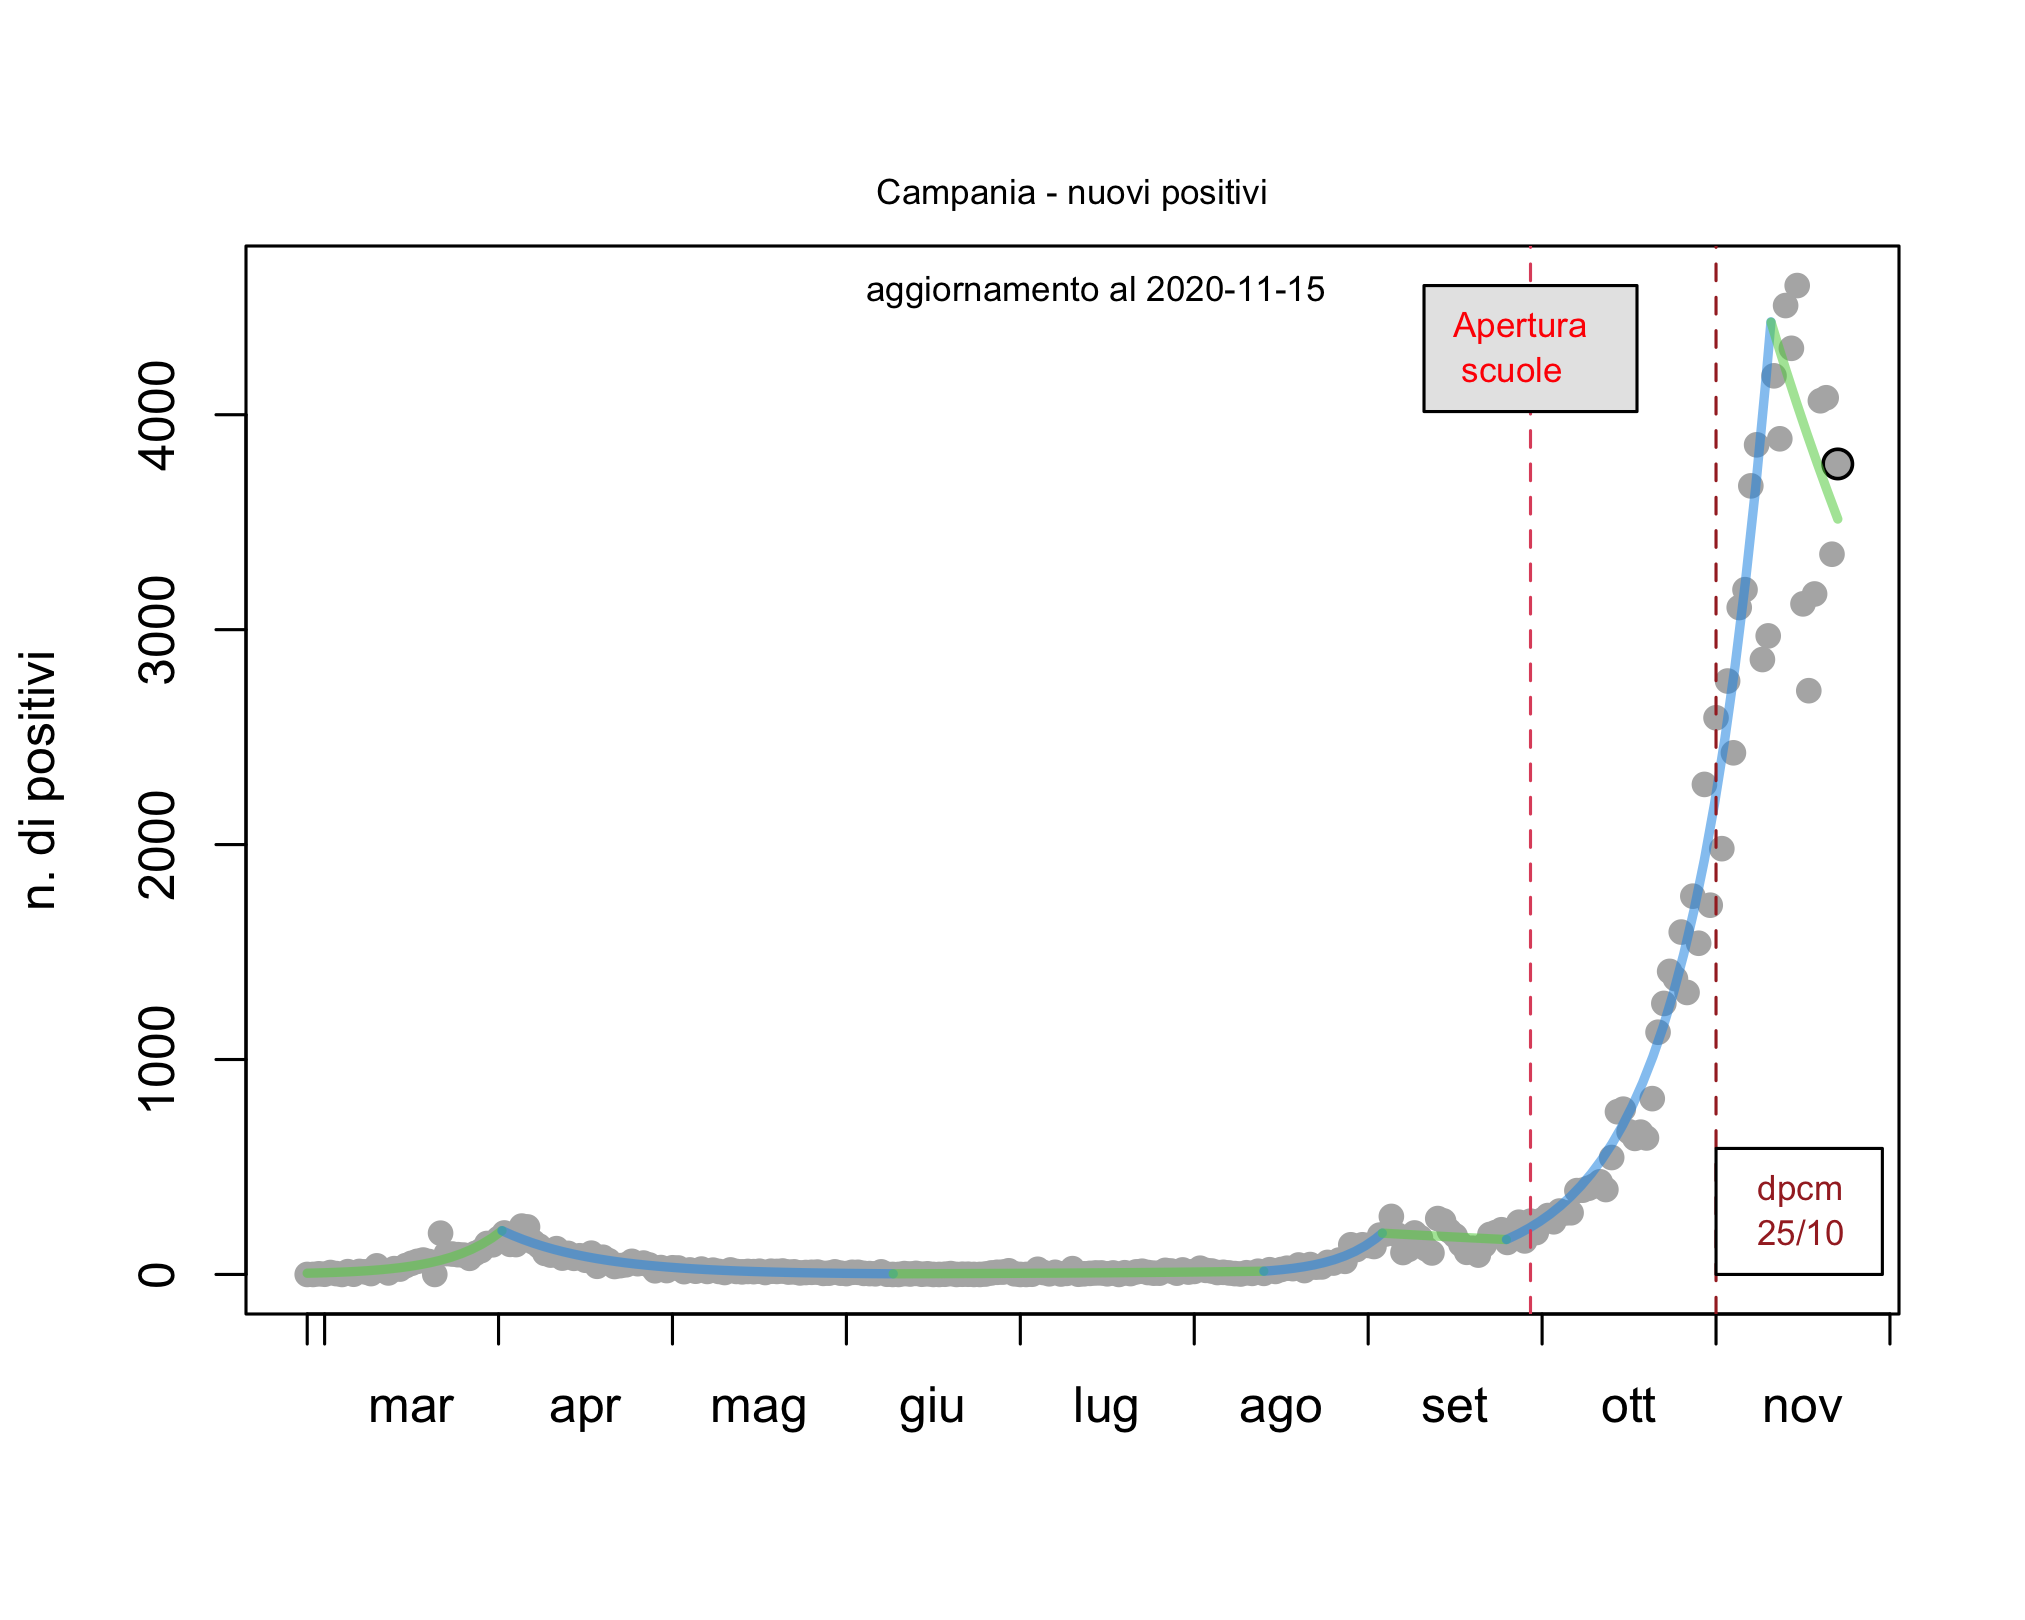 Campania - nuovi positivi
aggiornamento al 2020-11-15
Apertura
scuole
n. di positivi
4000
3000
2000
1000
0
dpcm
25/10
mar apr mag giu lug ago set ott nov